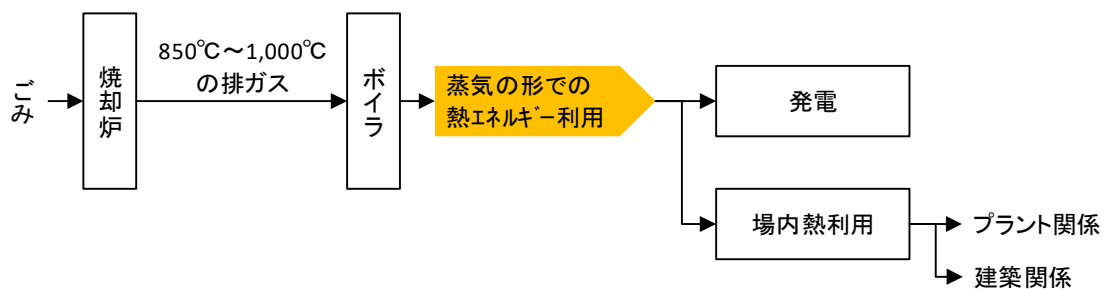 ごみ
焼却炉
850℃～1,000℃
の排ガス
ボイラ
蒸気の形での
熱ｴﾈﾙｷﾞｰ利用
発電
場内熱利用
プラント関係
建築関係